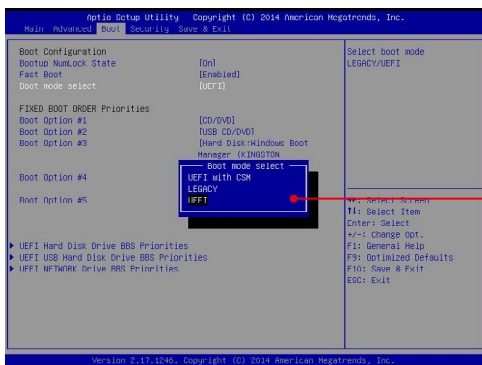 Aptio Setup Utility Copyright (C) 2014 American Megatrends, Inc.
Main Advanced Boot Security Save & Exit
Boot Configuration
Bootup NumLock State [On]
Fast Boot [Enabled]
Boot mode select [UEFI]
FIXED BOOT ORDER Priorities
Boot Option #1 [CD/DVD]
Boot Option #2 [USB CD/DVD]
Boot Option #3 [Hard Disk:Windows Boot
Manager (KINGSTON
Boot mode select
UEFI with CSM
LEGACY
UEFI
Boot Option #4
Boot Option #5
UEFI Hard Disk Drive BBS Priorities
UEFI USB Hard Disk Drive BBS Priorities
UEFI NETWORK Drive BBS Priorities
Select boot mode
LEGACY/UEFI
→←: Select Screen
↑↓: Select Item
Enter: Select
+/-: Change Opt.
F1: General Help
F9: Optimized Defaults
F10: Save & Exit
ESC: Exit
Version 2.17.1246. Copyright (C) 2014 American Megatrends, Inc.